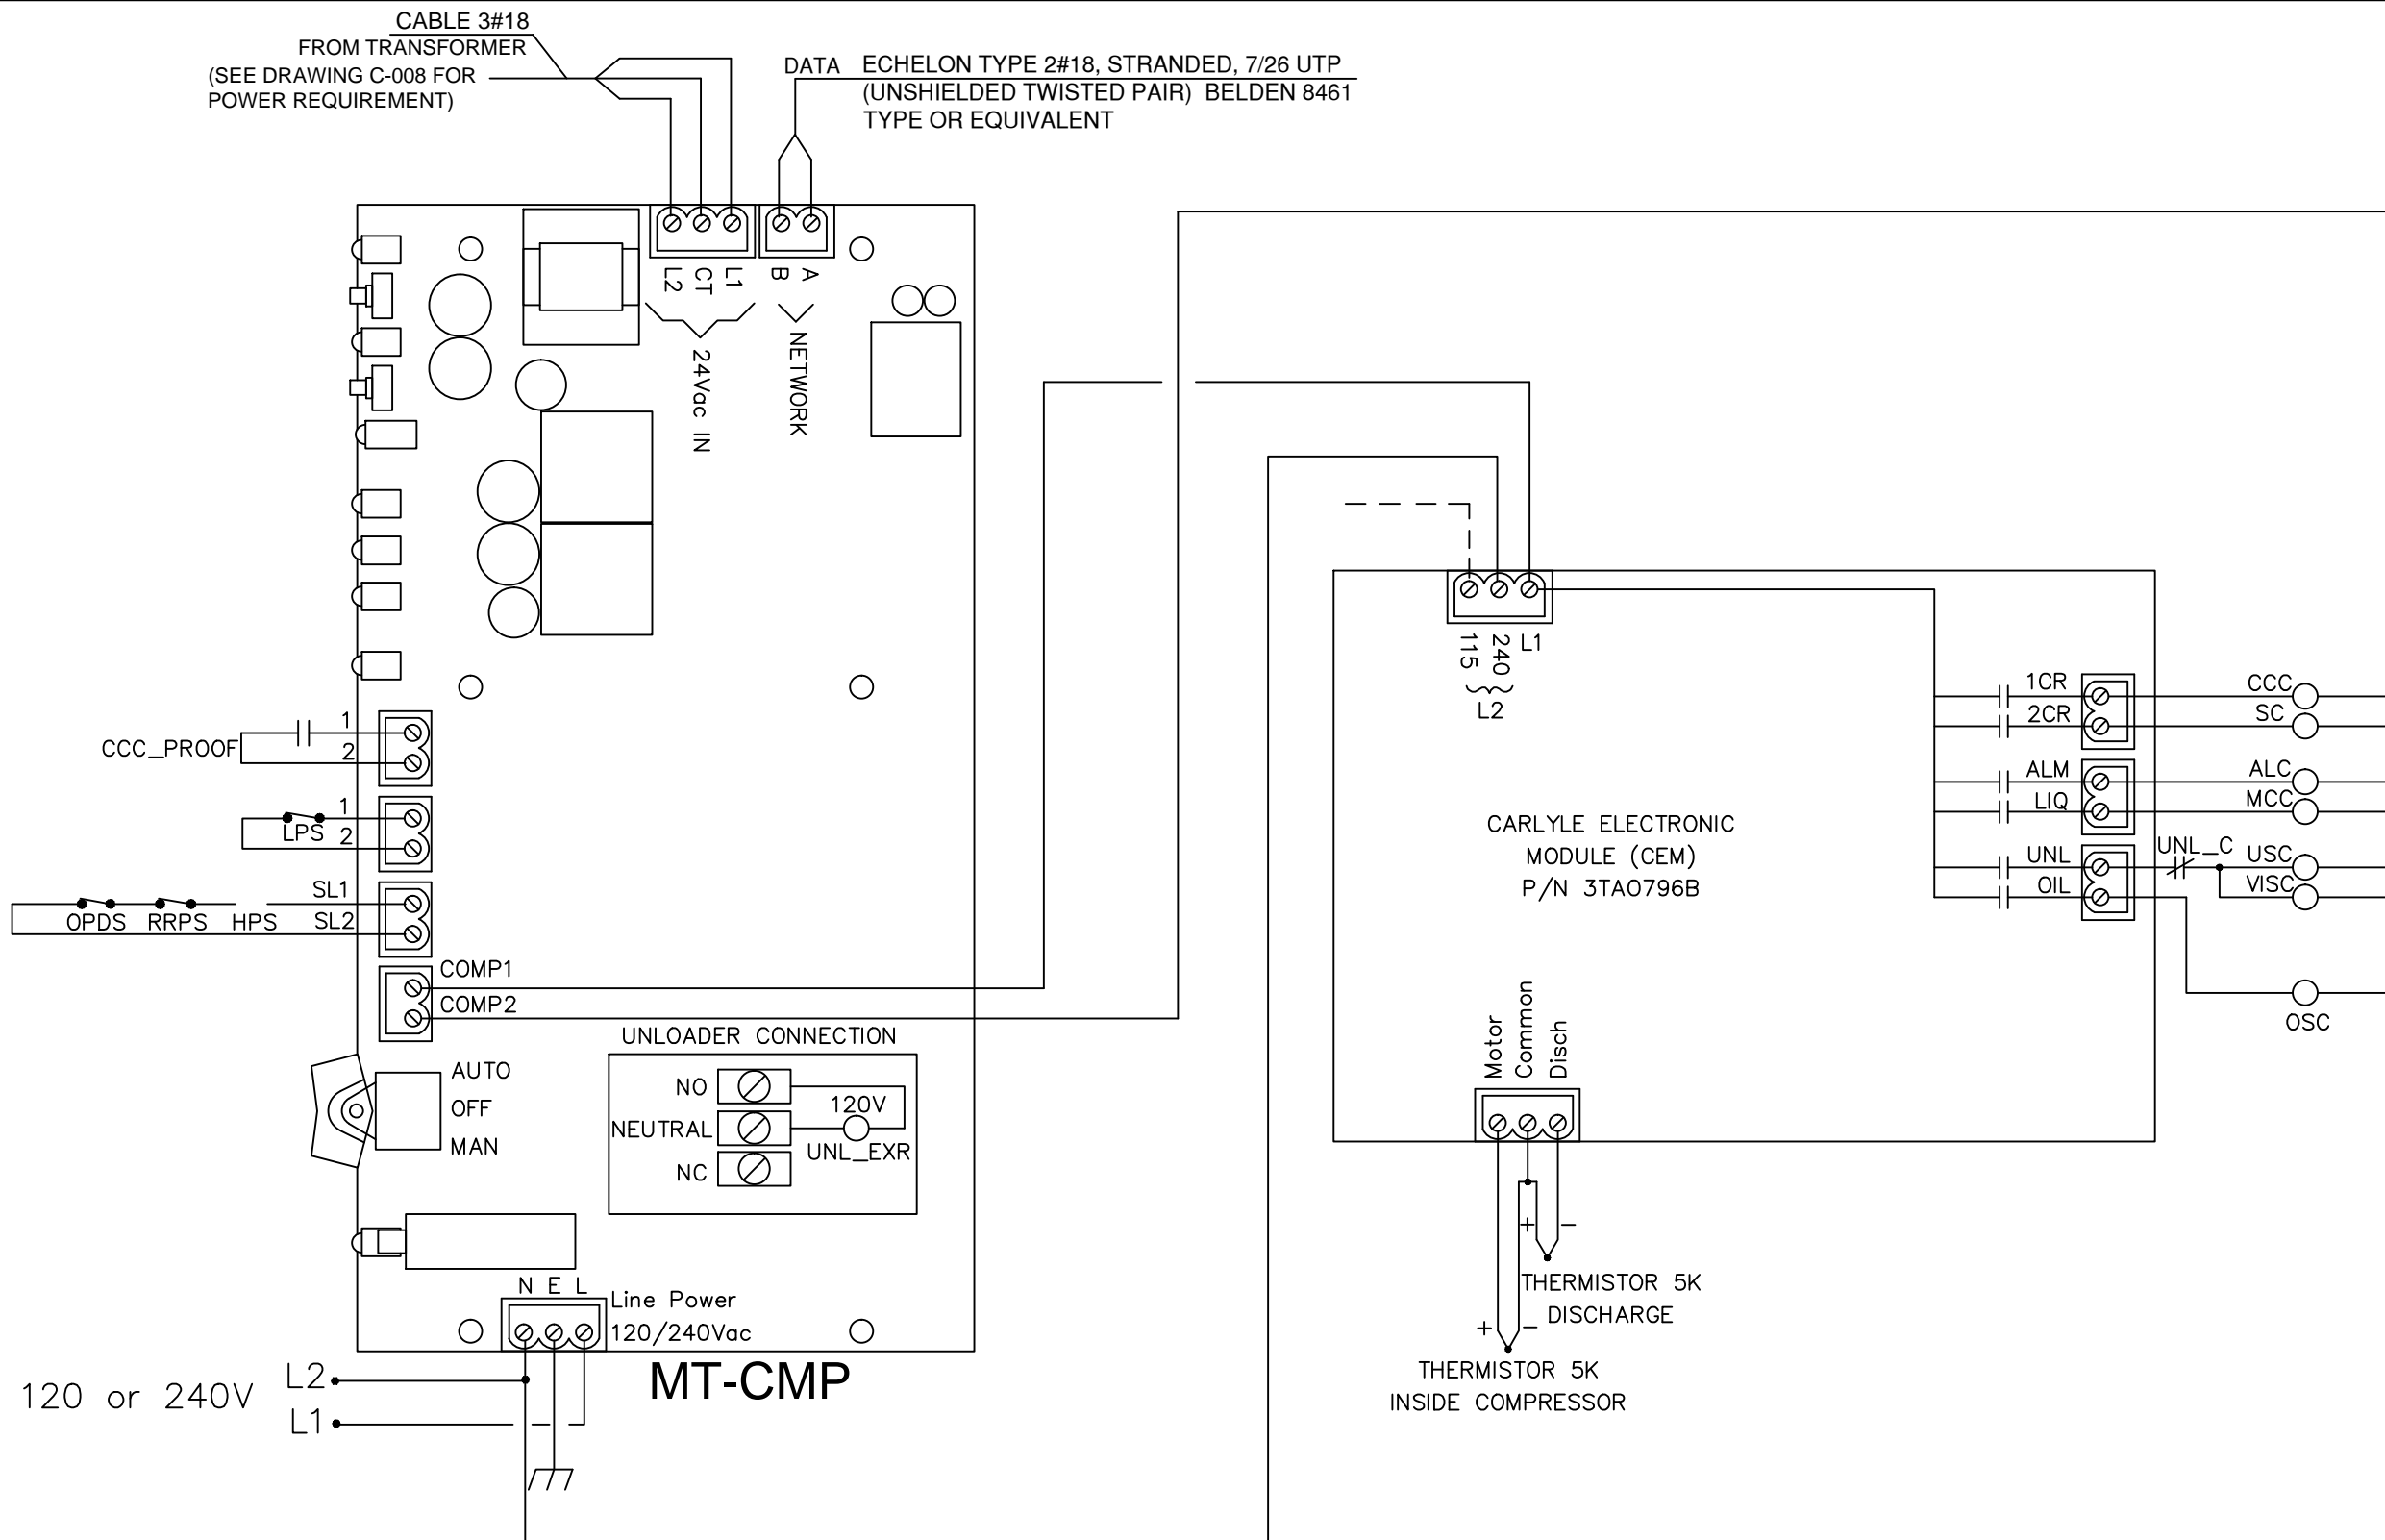 CABLE 3#18
FROM TRANSFORMER
(SEE DRAWING C-008 FOR
POWER REQUIREMENT)
DATA
ECHELON TYPE 2#18, STRANDED, 7/26 UTP
(UNSHIELDED TWISTED PAIR) BELDEN 8461
TYPE OR EQUIVALENT
L2
CT
L1
B
A
24Vac IN
NETWORK
CCC_PROOF
1
2
LPS
1
2
OPDS
RRPS
HPS
SL1
SL2
COMP1
COMP2
UNLOADER CONNECTION
NO
NEUTRAL
NC
120V
UNL_EXR
AUTO
OFF
MAN
N E L
Line Power
120/240Vac
MT-CMP
120 or 240V
L2
L1
115
240
L1
L2
CARLYLE ELECTRONIC
MODULE (CEM)
P/N 3TA0796B
1CR
2CR
ALM
LIQ
UNL
OIL
CCC
SC
ALC
MCC
UNL_C
USC
VISC
OSC
Motor
Common
Disch
+
-
THERMISTOR 5K
DISCHARGE
+
-
THERMISTOR 5K
INSIDE COMPRESSOR